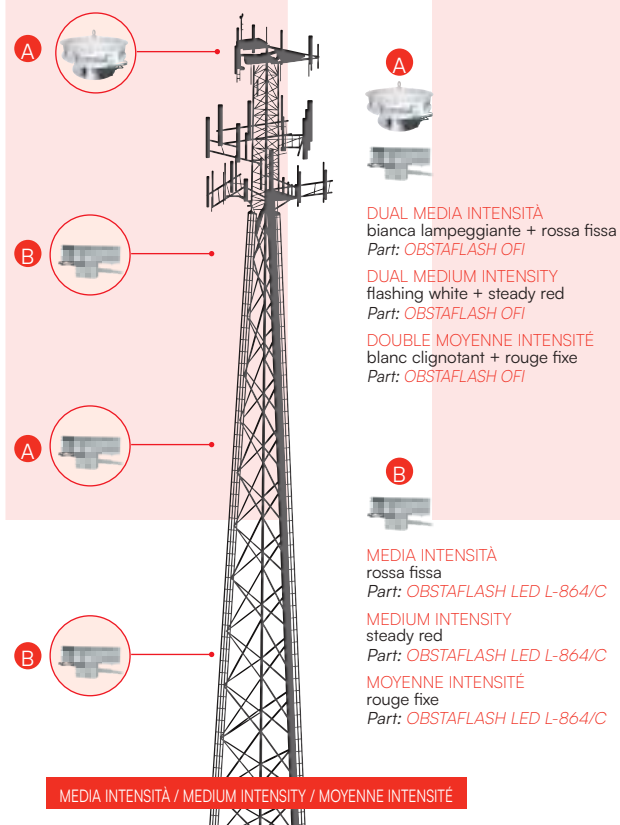 A
B
A
B
A
DUAL MEDIA INTENSITÀ
bianca lampeggiante + rossa fissa
Part: OBSTAFLASH OFI
DUAL MEDIUM INTENSITY
flashing white + steady red
Part: OBSTAFLASH OFI
DOUBLE MOYENNE INTENSITÉ
blanc clignotant + rouge fixe
Part: OBSTAFLASH OFI
B
MEDIA INTENSITÀ
rossa fissa
Part: OBSTAFLASH LED L-864/C
MEDIUM INTENSITY
steady red
Part: OBSTAFLASH LED L-864/C
MOYENNE INTENSITÉ
rouge fixe
Part: OBSTAFLASH LED L-864/C
MEDIA INTENSITÀ / MEDIUM INTENSITY / MOYENNE INTENSITÉ